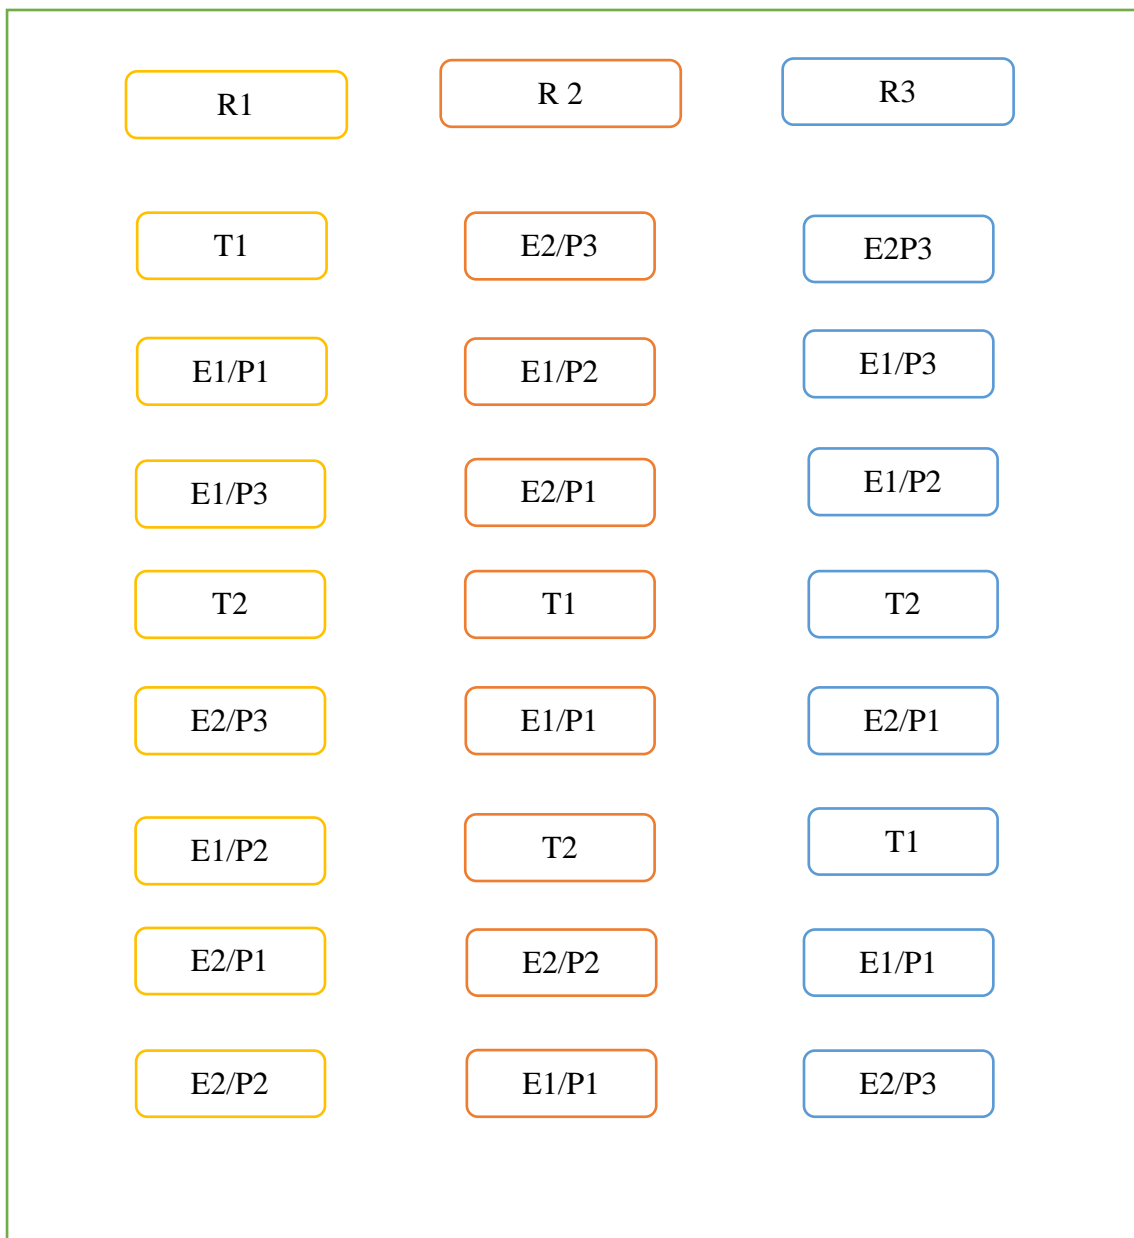 R1 R 2 R3
T1 E2/P3 E2P3
E1/P1 E1/P2 E1/P3
E1/P3 E2/P1 E1/P2
T2 T1 T2
E2/P3 E1/P1 E2/P1
E1/P2 T2 T1
E2/P1 E2/P2 E1/P1
E2/P2 E1/P1 E2/P3